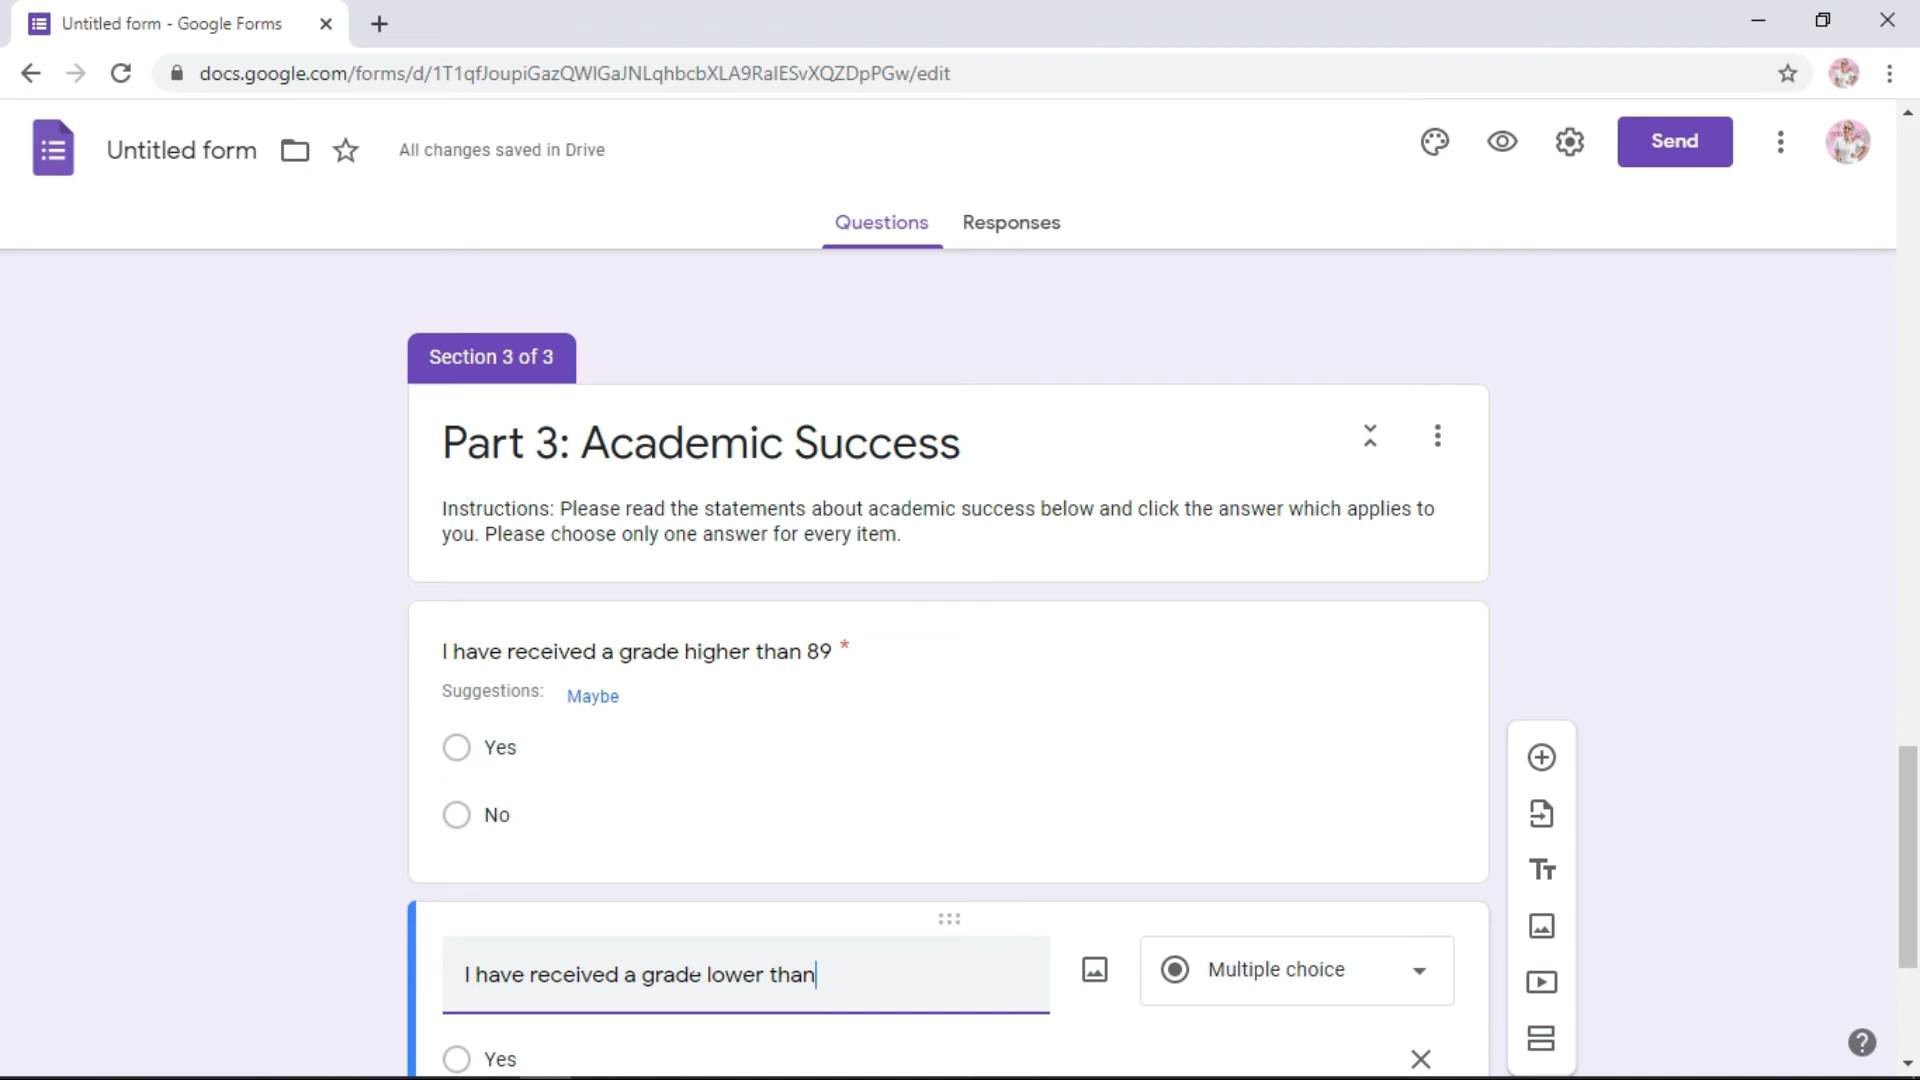 Untitled form - Google Forms
docs.google.com/forms/d/1T1qfJoupiGazQWIGaJNLqhbcbXLA9RaIESvXQZDpPGw/edit
Untitled form
All changes saved in Drive
Send
Questions
Responses
Section 3 of 3
Part 3: Academic Success
Instructions: Please read the statements about academic success below and click the answer which applies to
you. Please choose only one answer for every item.
I have received a grade higher than 89 *
Suggestions:
Maybe
Yes
No
Tт
I have received a grade lower than
Multiple choice
Yes